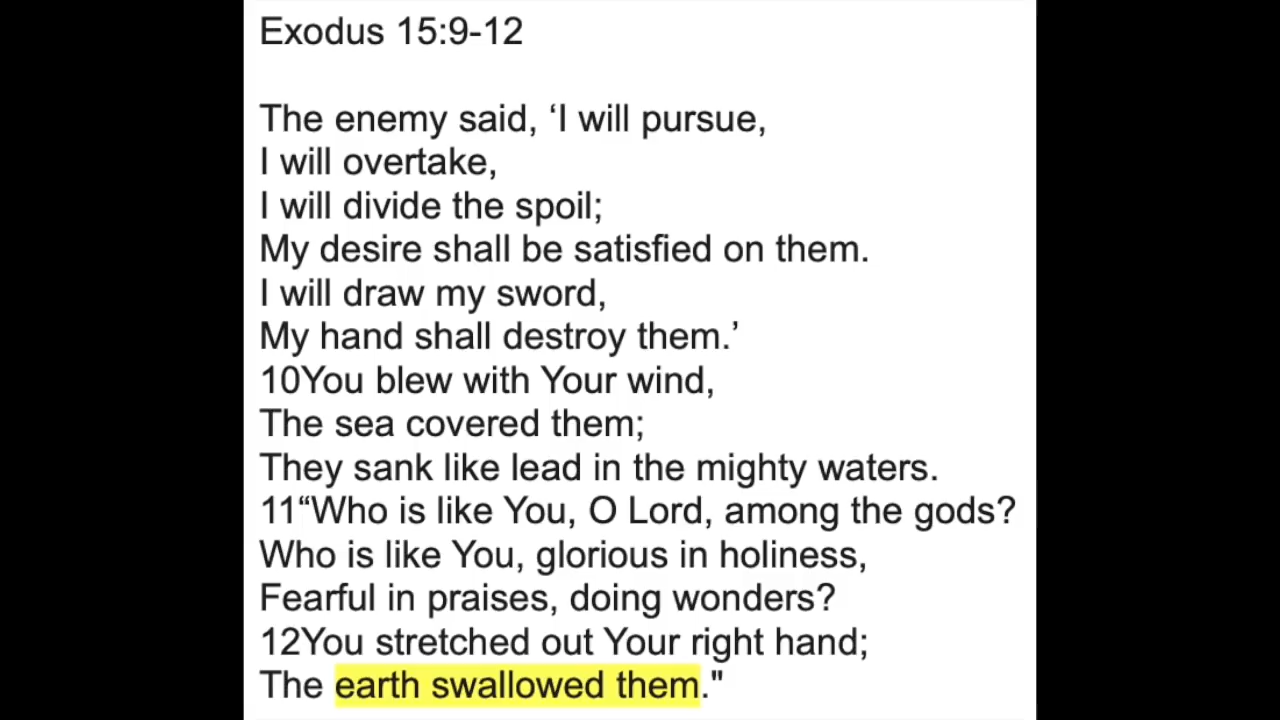 Exodus 15:9-12
The enemy said, ‘I will pursue,
I will overtake,
I will divide the spoil;
My desire shall be satisfied on them.
I will draw my sword,
My hand shall destroy them.’
10You blew with Your wind,
The sea covered them;
They sank like lead in the mighty waters.
11“Who is like You, O Lord, among the gods?
Who is like You, glorious in holiness,
Fearful in praises, doing wonders?
12You stretched out Your right hand;
The earth swallowed them."